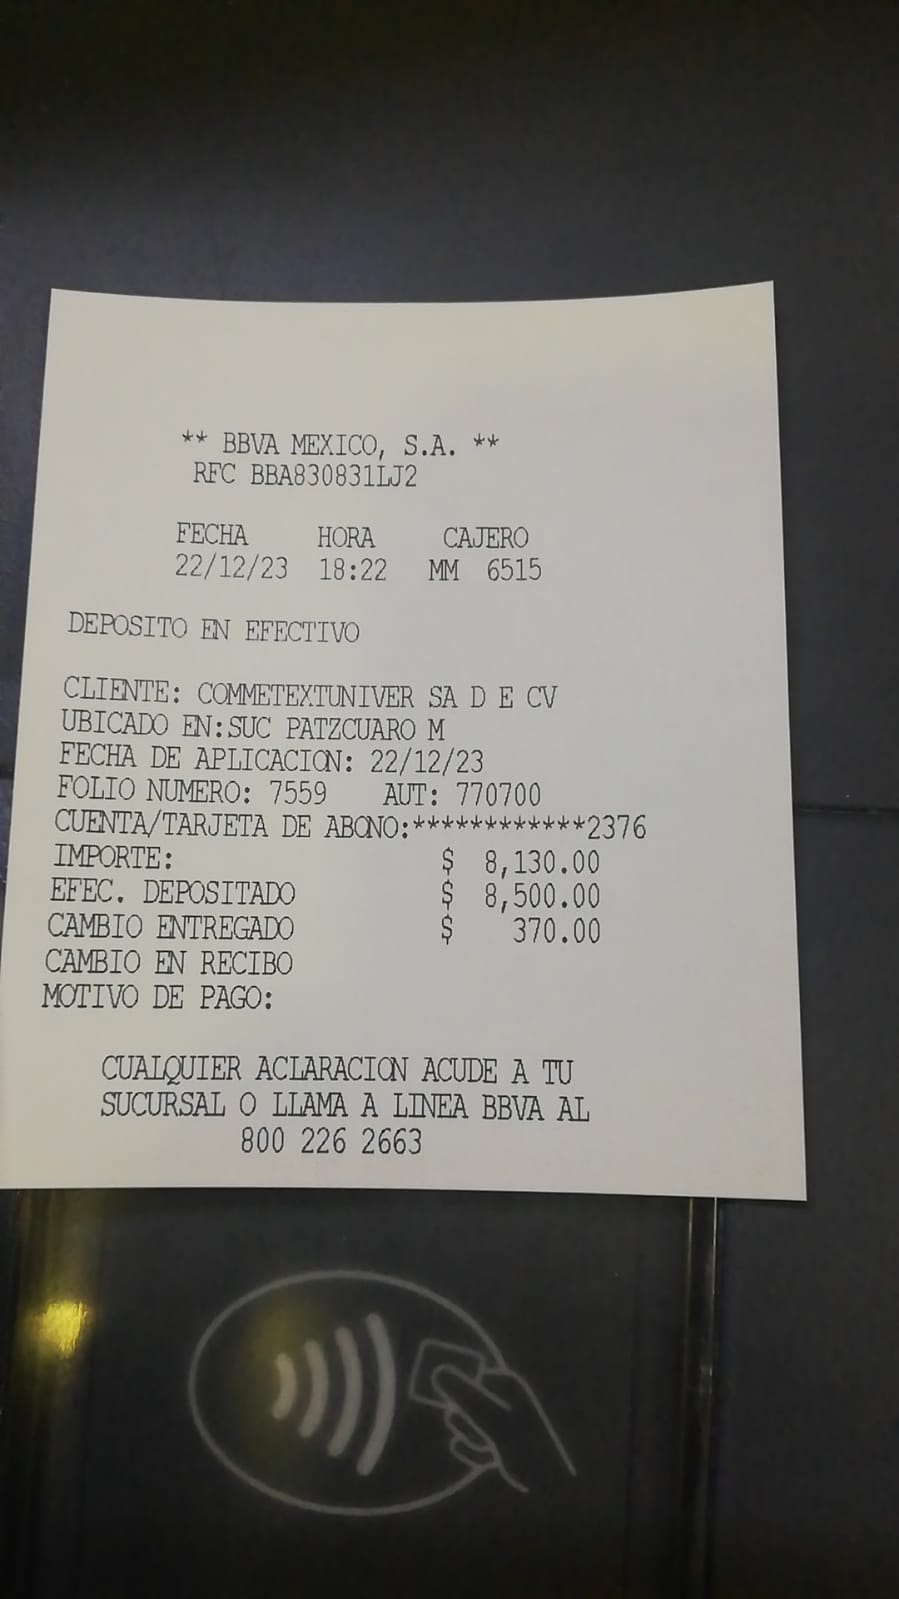 ** BBVA MEXICO, S.A. **
RFC BBA830831LJ2
FECHA HORA CAJERO
22/12/23 18:22 MM 6515
DEPOSITO EN EFECTIVO
CLIENTE: COMMETEXTUNIVER SA D E CV
UBICADO EN:SUC PATZCUARO M
FECHA DE APLICACION: 22/12/23
FOLIO NUMERO: 7559 AUT: 770700
CUENTA/TARJETA DE ABONO:************2376
IMPORTE: $ 8,130.00
EFEC. DEPOSITADO $ 8,500.00
CAMBIO ENTREGADO $ 370.00
CAMBIO EN RECIBO
MOTIVO DE PAGO:
CUALQUIER ACLARACION ACUDE A TU
SUCURSAL O LLAMA A LINEA BBVA AL
800 226 2663